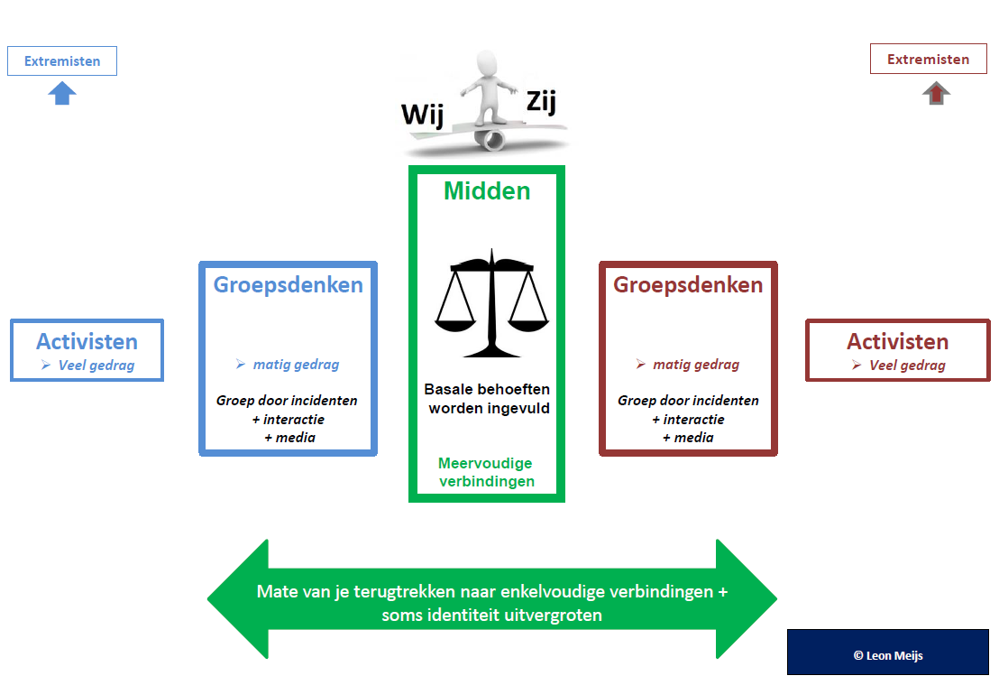 Extremisten
Extremisten
Wij
Zij
Midden
Groepsdenken
Groepsdenken
Activisten
Veel gedrag
matig gedrag
Groep door incidenten
+ interactie
+ media
Basale behoeften
worden ingevuld
Meervoudige
verbindingen
matig gedrag
Groep door incidenten
+ interactie
+ media
Activisten
Veel gedrag
Mate van je terugtrekken naar enkelvoudige verbindingen +
soms identiteit uitvergroten
© Leon Meijs